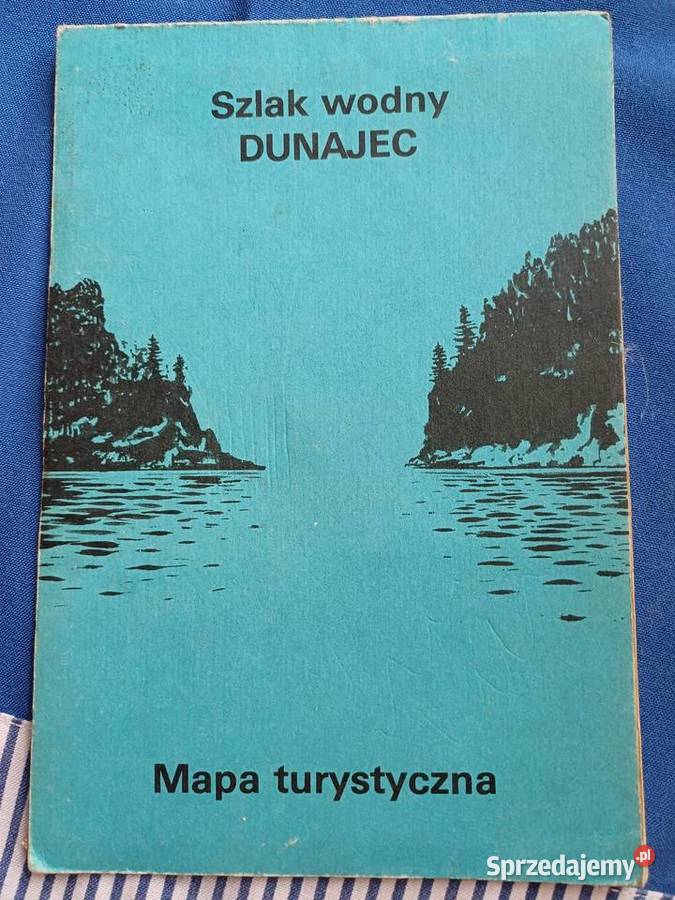 Szlak wodny
DUNAJEC
Mapa turystyczna
Sprzedajemy.pl